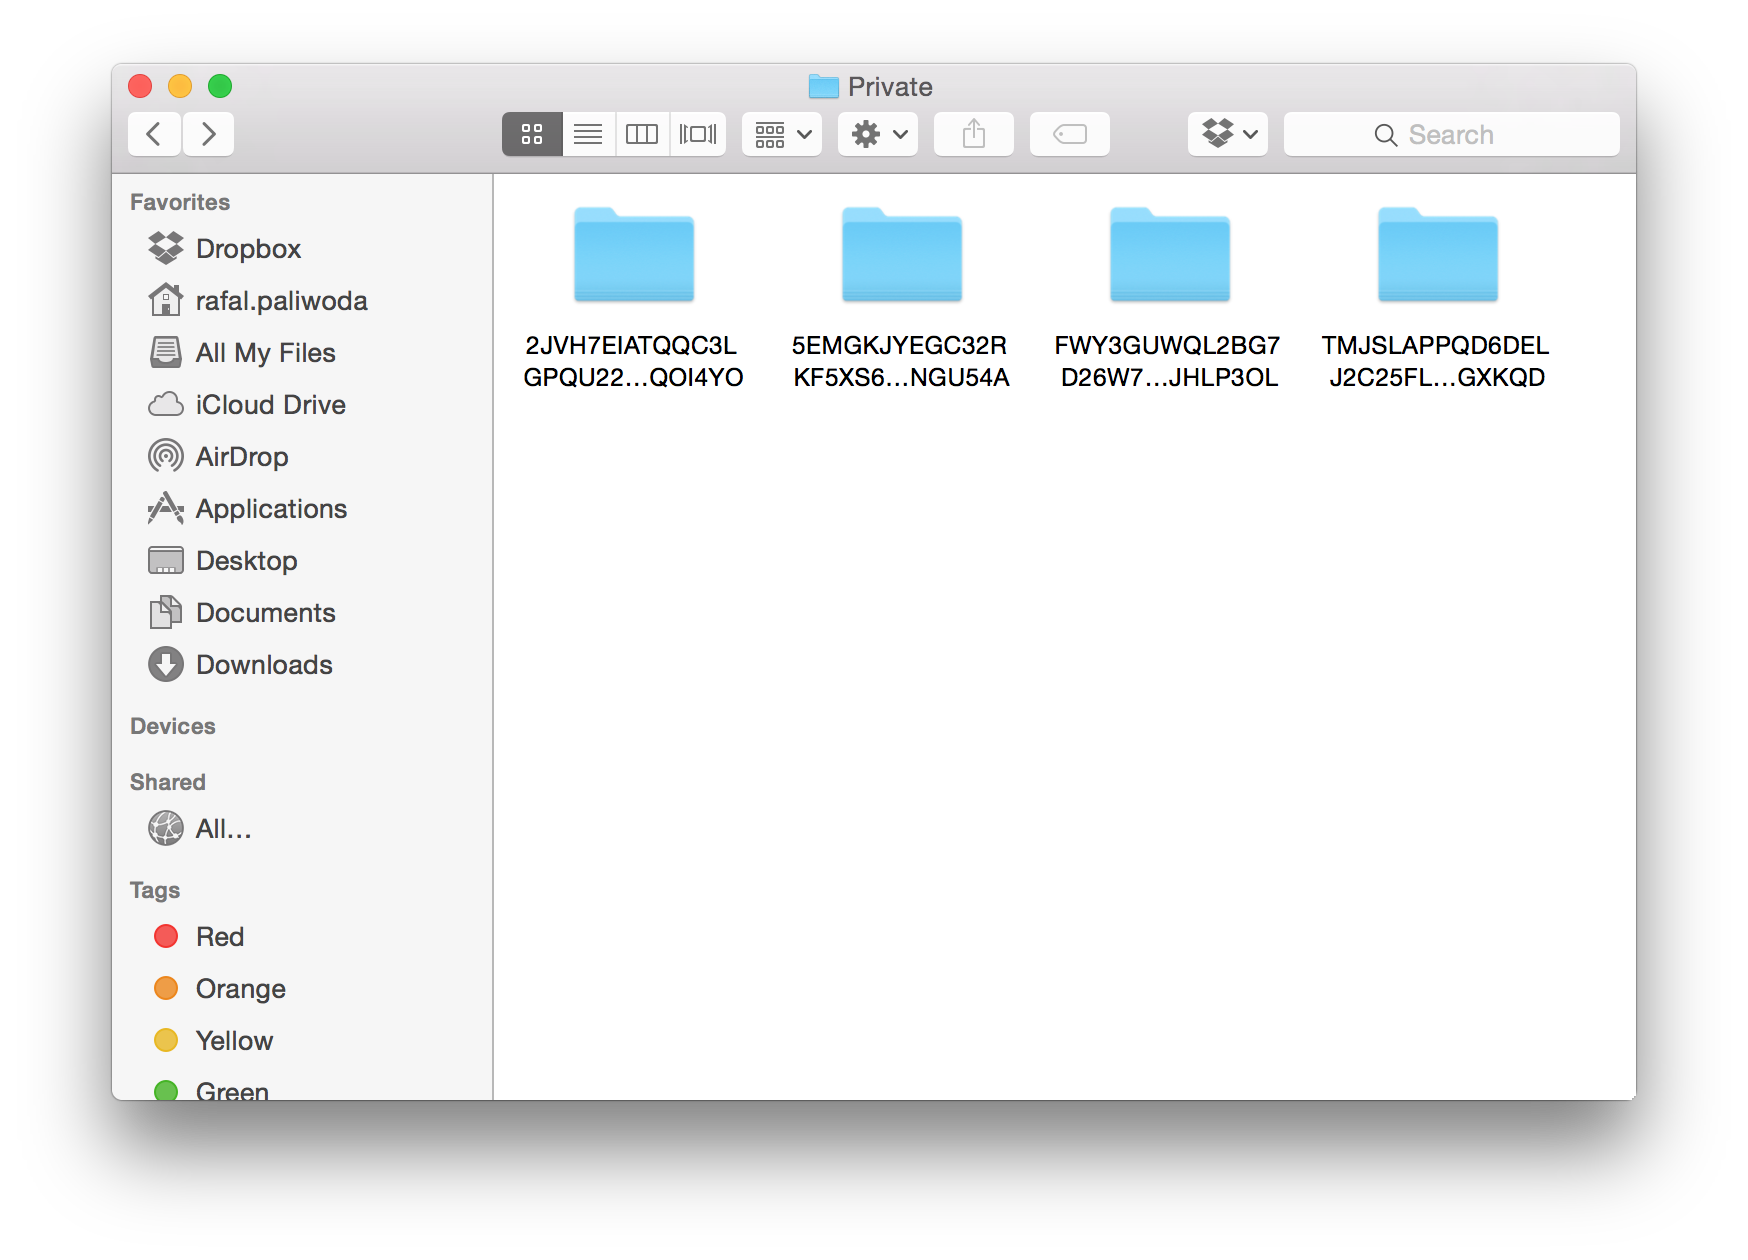 Private
Search
Favorites
Dropbox
rafal.paliwoda
All My Files
iCloud Drive
AirDrop
Applications
Desktop
Documents
Downloads
Devices
Shared
All...
Tags
Red
Orange
Yellow
Green
2JVH7EIATQQC3L
GPQU22...QOI4YO
5EMGKJYEGC32R
KF5XS6...NGU54A
FWY3GUWQL2BG7
D26W7...JHLP3OL
TMJSLAPPQD6DEL
J2C25FL...GXKQD